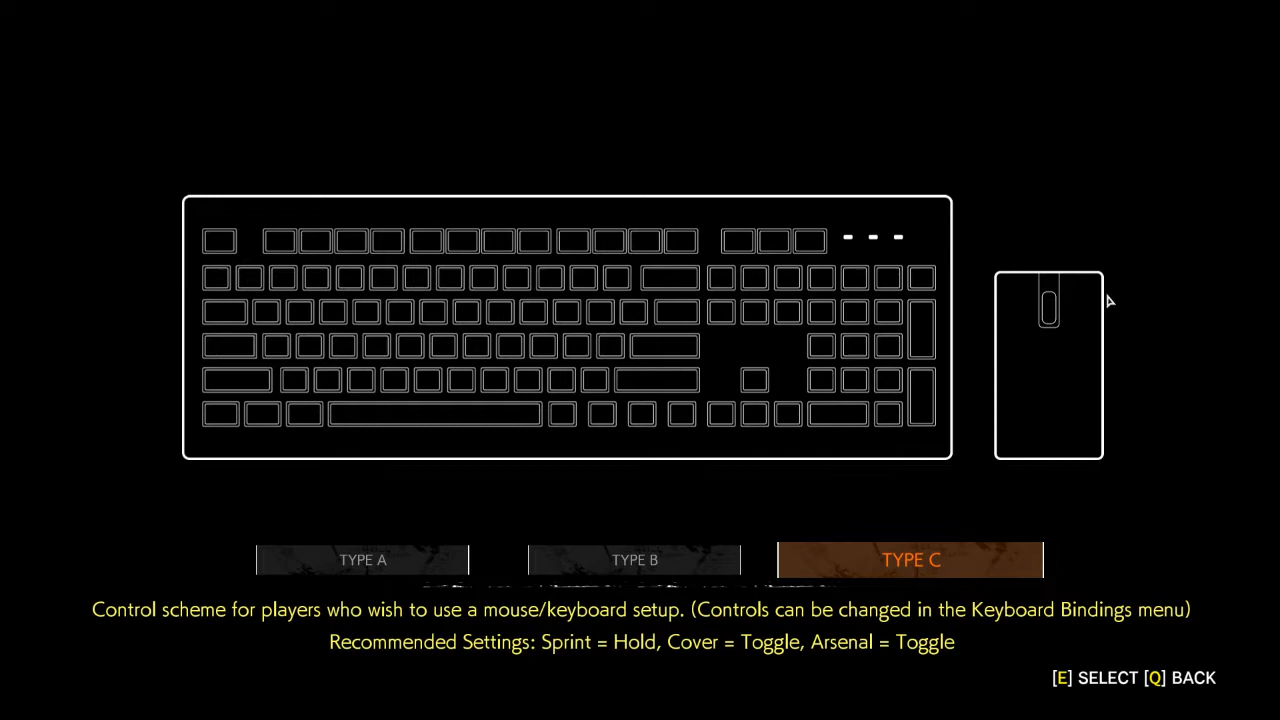 TYPE A
TYPE B
TYPE C
Control scheme for players who wish to use a mouse/keyboard setup. (Controls can be changed in the Keyboard Bindings menu)
Recommended Settings: Sprint = Hold, Cover = Toggle, Arsenal = Toggle
[E] SELECT [Q] BACK